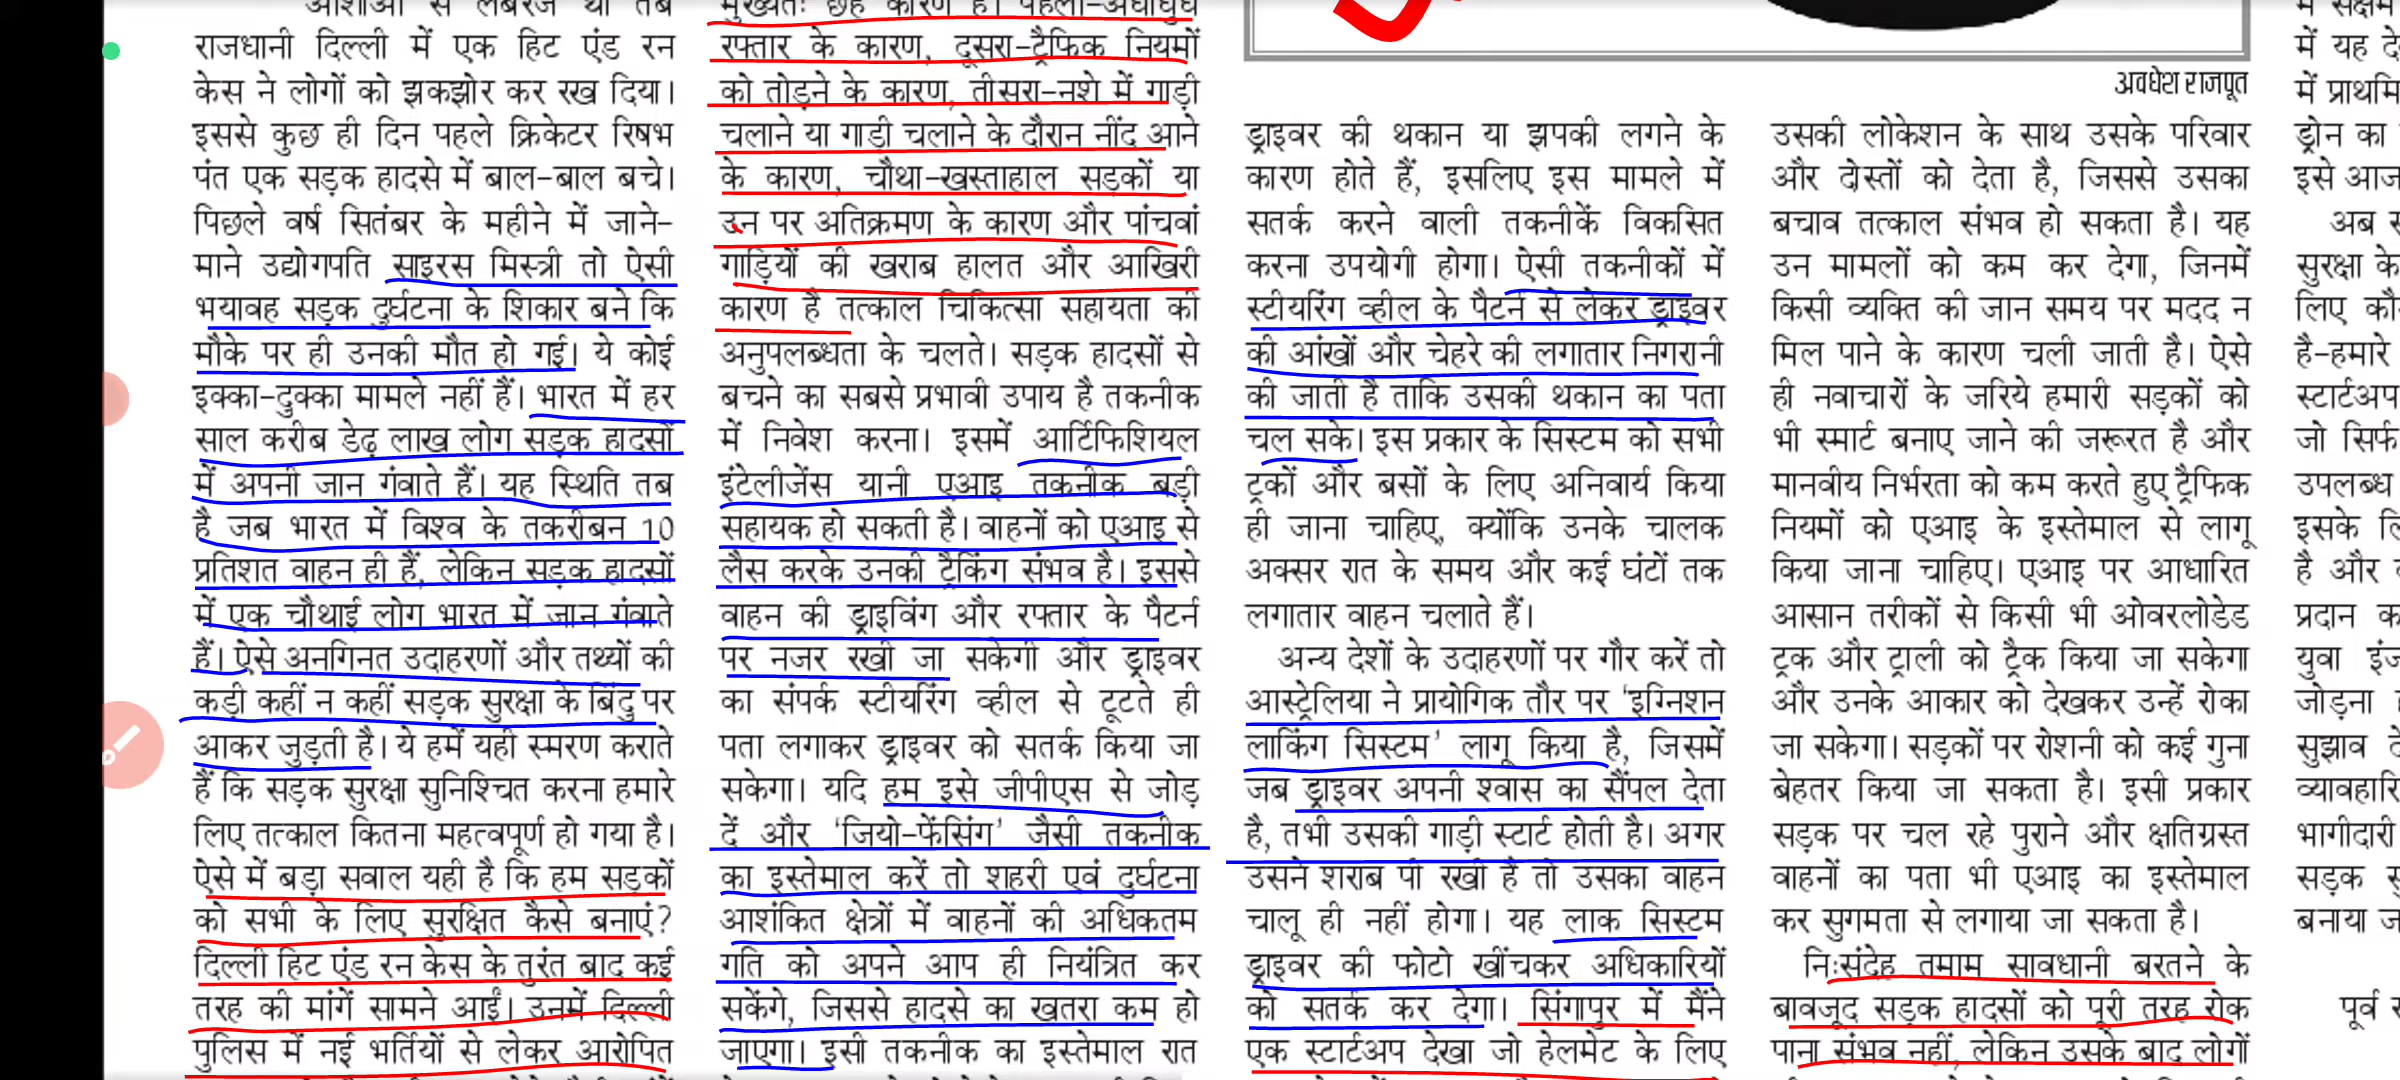 राजधानी दिल्ली में एक हिट एंड रन
केस ने लोगों को झकझोर कर रख दिया।
इससे कुछ ही दिन पहले क्रिकेटर रिषभ
पंत एक सड़क हादसे में बाल-बाल बचे।
पिछले वर्ष सितंबर के महीने में जाने-
माने उद्योगपति साइरस मिस्त्री तो ऐसी
भयावह सड़क दुर्घटना के शिकार बने कि
मौके पर ही उनकी मौत हो गई। ये कोई
इक्का-दुक्का मामले नहीं हैं। भारत में हर
साल करीब डेढ़ लाख लोग सड़क हादसों
में अपनी जान गंवाते हैं। यह स्थिति तब
है जब भारत में विश्व के तकरीबन 10
प्रतिशत वाहन ही हैं, लेकिन सड़क हादसों
में एक चौथाई लोग भारत में जान गंवाते
हैं। ऐसे अनगिनत उदाहरणों और तथ्यों की
कड़ी कहीं न कहीं सड़क सुरक्षा के बिंदु पर
आकर जुड़ती है। ये हमें यही स्मरण कराते
हैं कि सड़क सुरक्षा सुनिश्चित करना हमारे
लिए तत्काल कितना महत्वपूर्ण हो गया है।
ऐसे में बड़ा सवाल यही है कि हम सड़कों
को सभी के लिए सुरक्षित कैसे बनाएं?
दिल्ली हिट एंड रन केस के तुरंत बाद कई
तरह की मांगें सामने आईं। उनमें दिल्ली
पुलिस में नई भर्तियों से लेकर आरोपित
मुख्यतः छह कारण हैं। पहला-अंधाधुंध
रफ्तार के कारण, दूसरा-ट्रैफिक नियमों
को तोड़ने के कारण, तीसरा-नशे में गाड़ी
चलाने या गाड़ी चलाने के दौरान नींद आने
के कारण, चौथा-खस्ताहाल सड़कों या
उन पर अतिक्रमण के कारण और पांचवां
गाड़ियों की खराब हालत और आखिरी
कारण है तत्काल चिकित्सा सहायता की
अनुपलब्धता के चलते। सड़क हादसों से
बचने का सबसे प्रभावी उपाय है तकनीक
में निवेश करना। इसमें आर्टिफिशियल
इंटेलीजेंस यानी एआइ तकनीक बड़ी
सहायक हो सकती है। वाहनों को एआइ से
लैस करके उनकी ट्रैकिंग संभव है। इससे
वाहन की ड्राइविंग और रफ्तार के पैटर्न
पर नजर रखी जा सकेगी और ड्राइवर
का संपर्क स्टीयरिंग व्हील से टूटते ही
पता लगाकर ड्राइवर को सतर्क किया जा
सकेगा। यदि हम इसे जीपीएस से जोड़
दें और 'जियो-फेंसिंग' जैसी तकनीक
का इस्तेमाल करें तो शहरी एवं दुर्घटना
आशंकित क्षेत्रों में वाहनों की अधिकतम
गति को अपने आप ही नियंत्रित कर
सकेंगे, जिससे हादसे का खतरा कम हो
जाएगा। इसी तकनीक का इस्तेमाल रात
अवधेश राजपूत
ड्राइवर की थकान या झपकी लगने के
कारण होते हैं, इसलिए इस मामले में
सतर्क करने वाली तकनीकें विकसित
करना उपयोगी होगा। ऐसी तकनीकों में
स्टीयरिंग व्हील के पैटर्न से लेकर ड्राइवर
की आंखों और चेहरे की लगातार निगरानी
की जाती है ताकि उसकी थकान का पता
चल सके। इस प्रकार के सिस्टम को सभी
ट्रकों और बसों के लिए अनिवार्य किया
ही जाना चाहिए, क्योंकि उनके चालक
अक्सर रात के समय और कई घंटों तक
लगातार वाहन चलाते हैं।
अन्य देशों के उदाहरणों पर गौर करें तो
आस्ट्रेलिया ने प्रायोगिक तौर पर 'इग्निशन
लाकिंग सिस्टम' लागू किया है, जिसमें
जब ड्राइवर अपनी श्वास का सैंपल देता
है, तभी उसकी गाड़ी स्टार्ट होती है। अगर
उसने शराब पी रखी है तो उसका वाहन
चालू ही नहीं होगा। यह लाक सिस्टम
ड्राइवर की फोटो खींचकर अधिकारियों
को सतर्क कर देगा। सिंगापुर में मैंने
एक स्टार्टअप देखा जो हेलमेट के लिए
उसकी लोकेशन के साथ उसके परिवार
और दोस्तों को देता है, जिससे उसका
बचाव तत्काल संभव हो सकता है। यह
उन मामलों को कम कर देगा, जिनमें
किसी व्यक्ति की जान समय पर मदद न
मिल पाने के कारण चली जाती है। ऐसे
ही नवाचारों के जरिये हमारी सड़कों को
भी स्मार्ट बनाए जाने की जरूरत है और
मानवीय निर्भरता को कम करते हुए ट्रैफिक
नियमों को एआइ के इस्तेमाल से लागू
किया जाना चाहिए। एआइ पर आधारित
आसान तरीकों से किसी भी ओवरलोडेड
ट्रक और ट्राली को ट्रैक किया जा सकेगा
और उनके आकार को देखकर उन्हें रोका
जा सकेगा। सड़कों पर रोशनी को कई गुना
बेहतर किया जा सकता है। इसी प्रकार
सड़क पर चल रहे पुराने और क्षतिग्रस्त
वाहनों का पता भी एआइ का इस्तेमाल
कर सुगमता से लगाया जा सकता है।
निःसंदेह तमाम सावधानी बरतने के
बावजूद सड़क हादसों को पूरी तरह रोक
पाना संभव नहीं, लेकिन उसके बाद लोगों
में यह
में
ड्रोन का
इसे
अब
सुरक्षा के
लिए
है-हमारे
स्टार्टअप
जो सिर्फ
उपलब्ध
इसके
है और
प्रदान
युवा
जोड़ना
सुझाव
भागीदारी
सड़क
बनाया
पूर्व